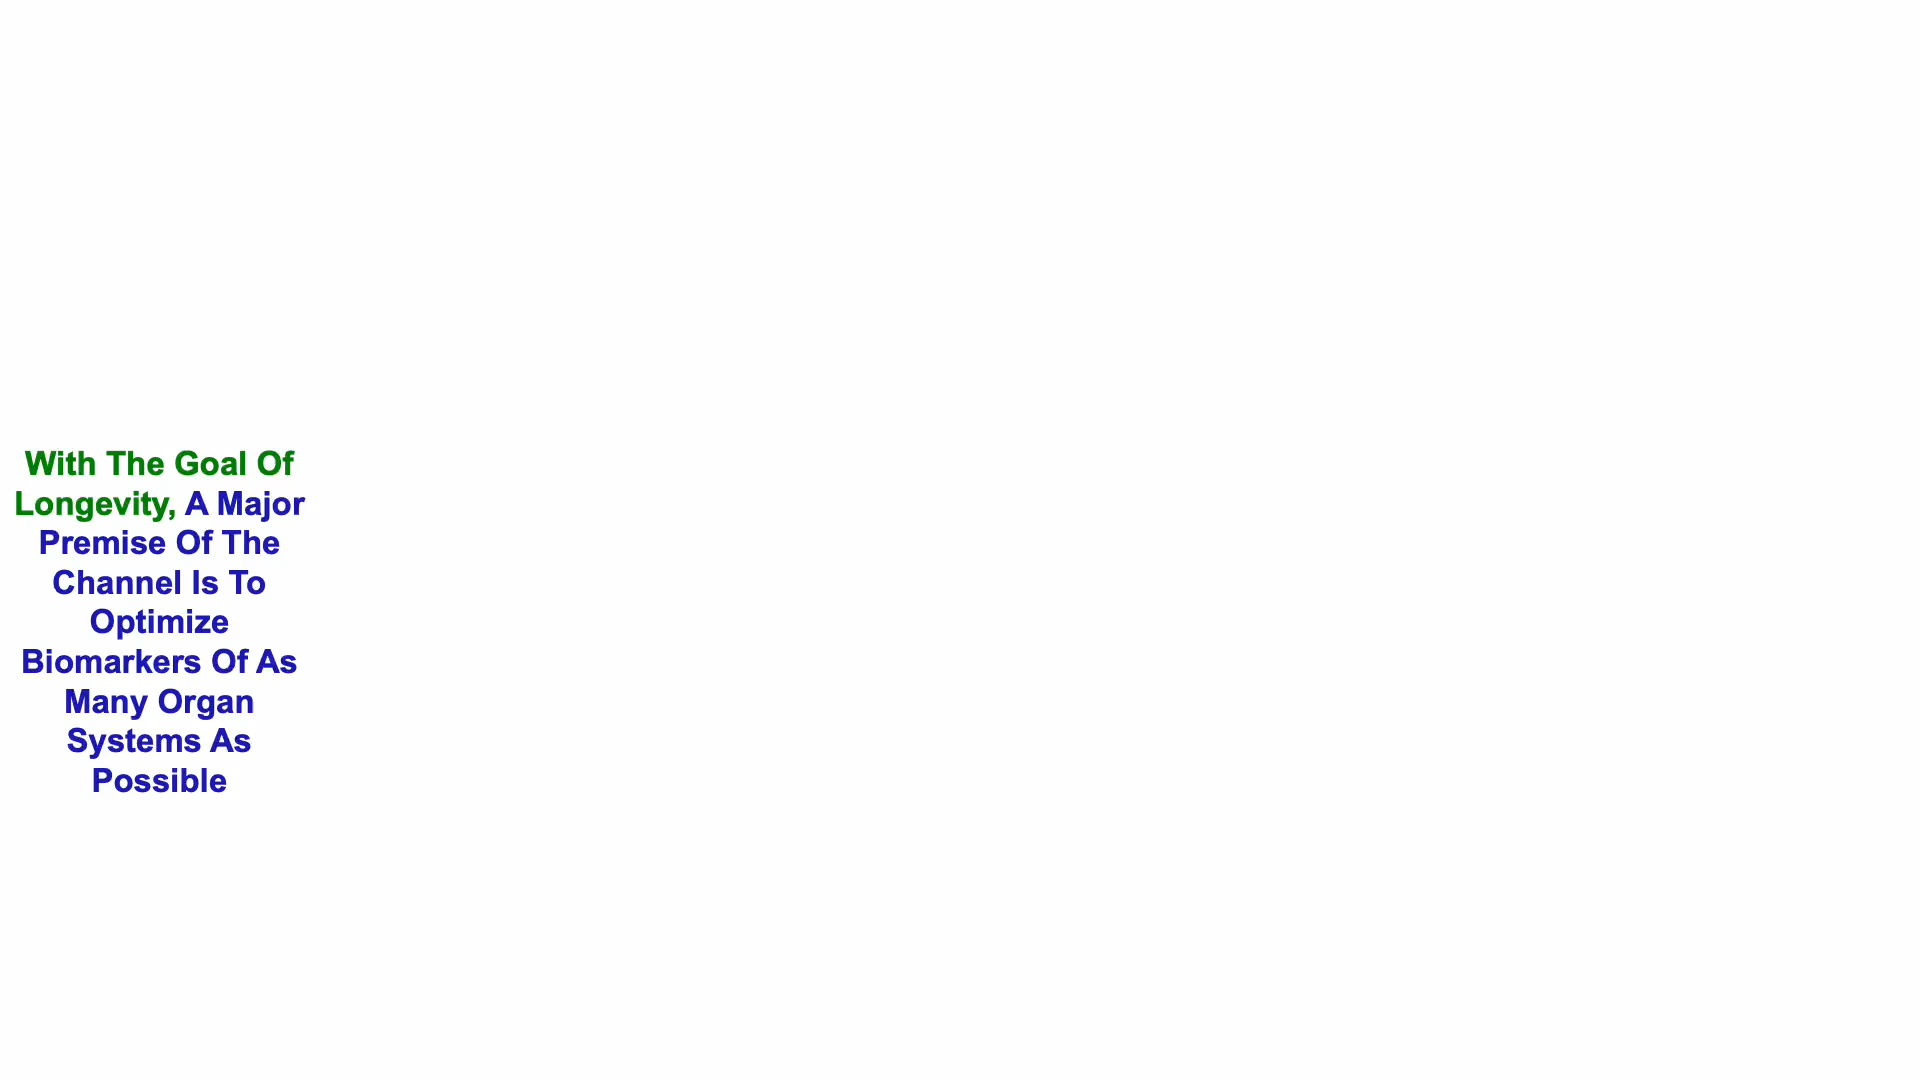 With The Goal Of
Longevity, A Major
Premise Of The
Channel Is To
Optimize
Biomarkers Of As
Many Organ
Systems As
Possible